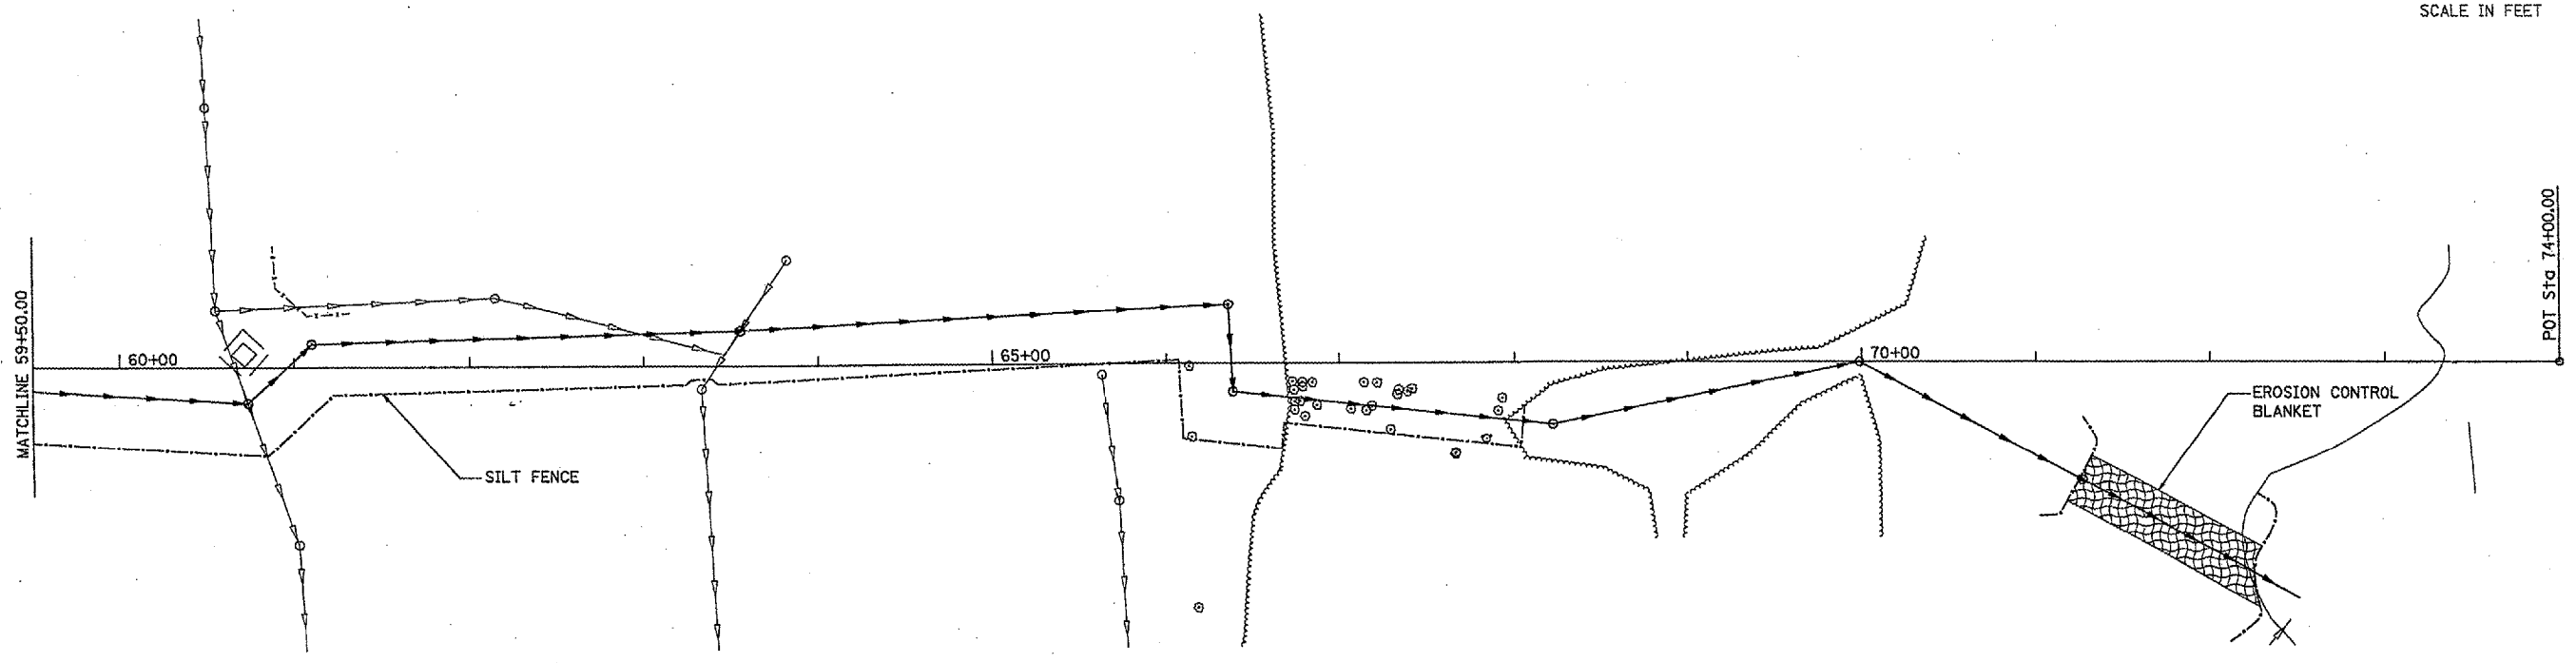 SCALE IN FEET
MATCHLINE 59+50.00
60+00
65+00
70+00
POT Sta 74+00.00
EROSION CONTROL
BLANKET
SILT FENCE